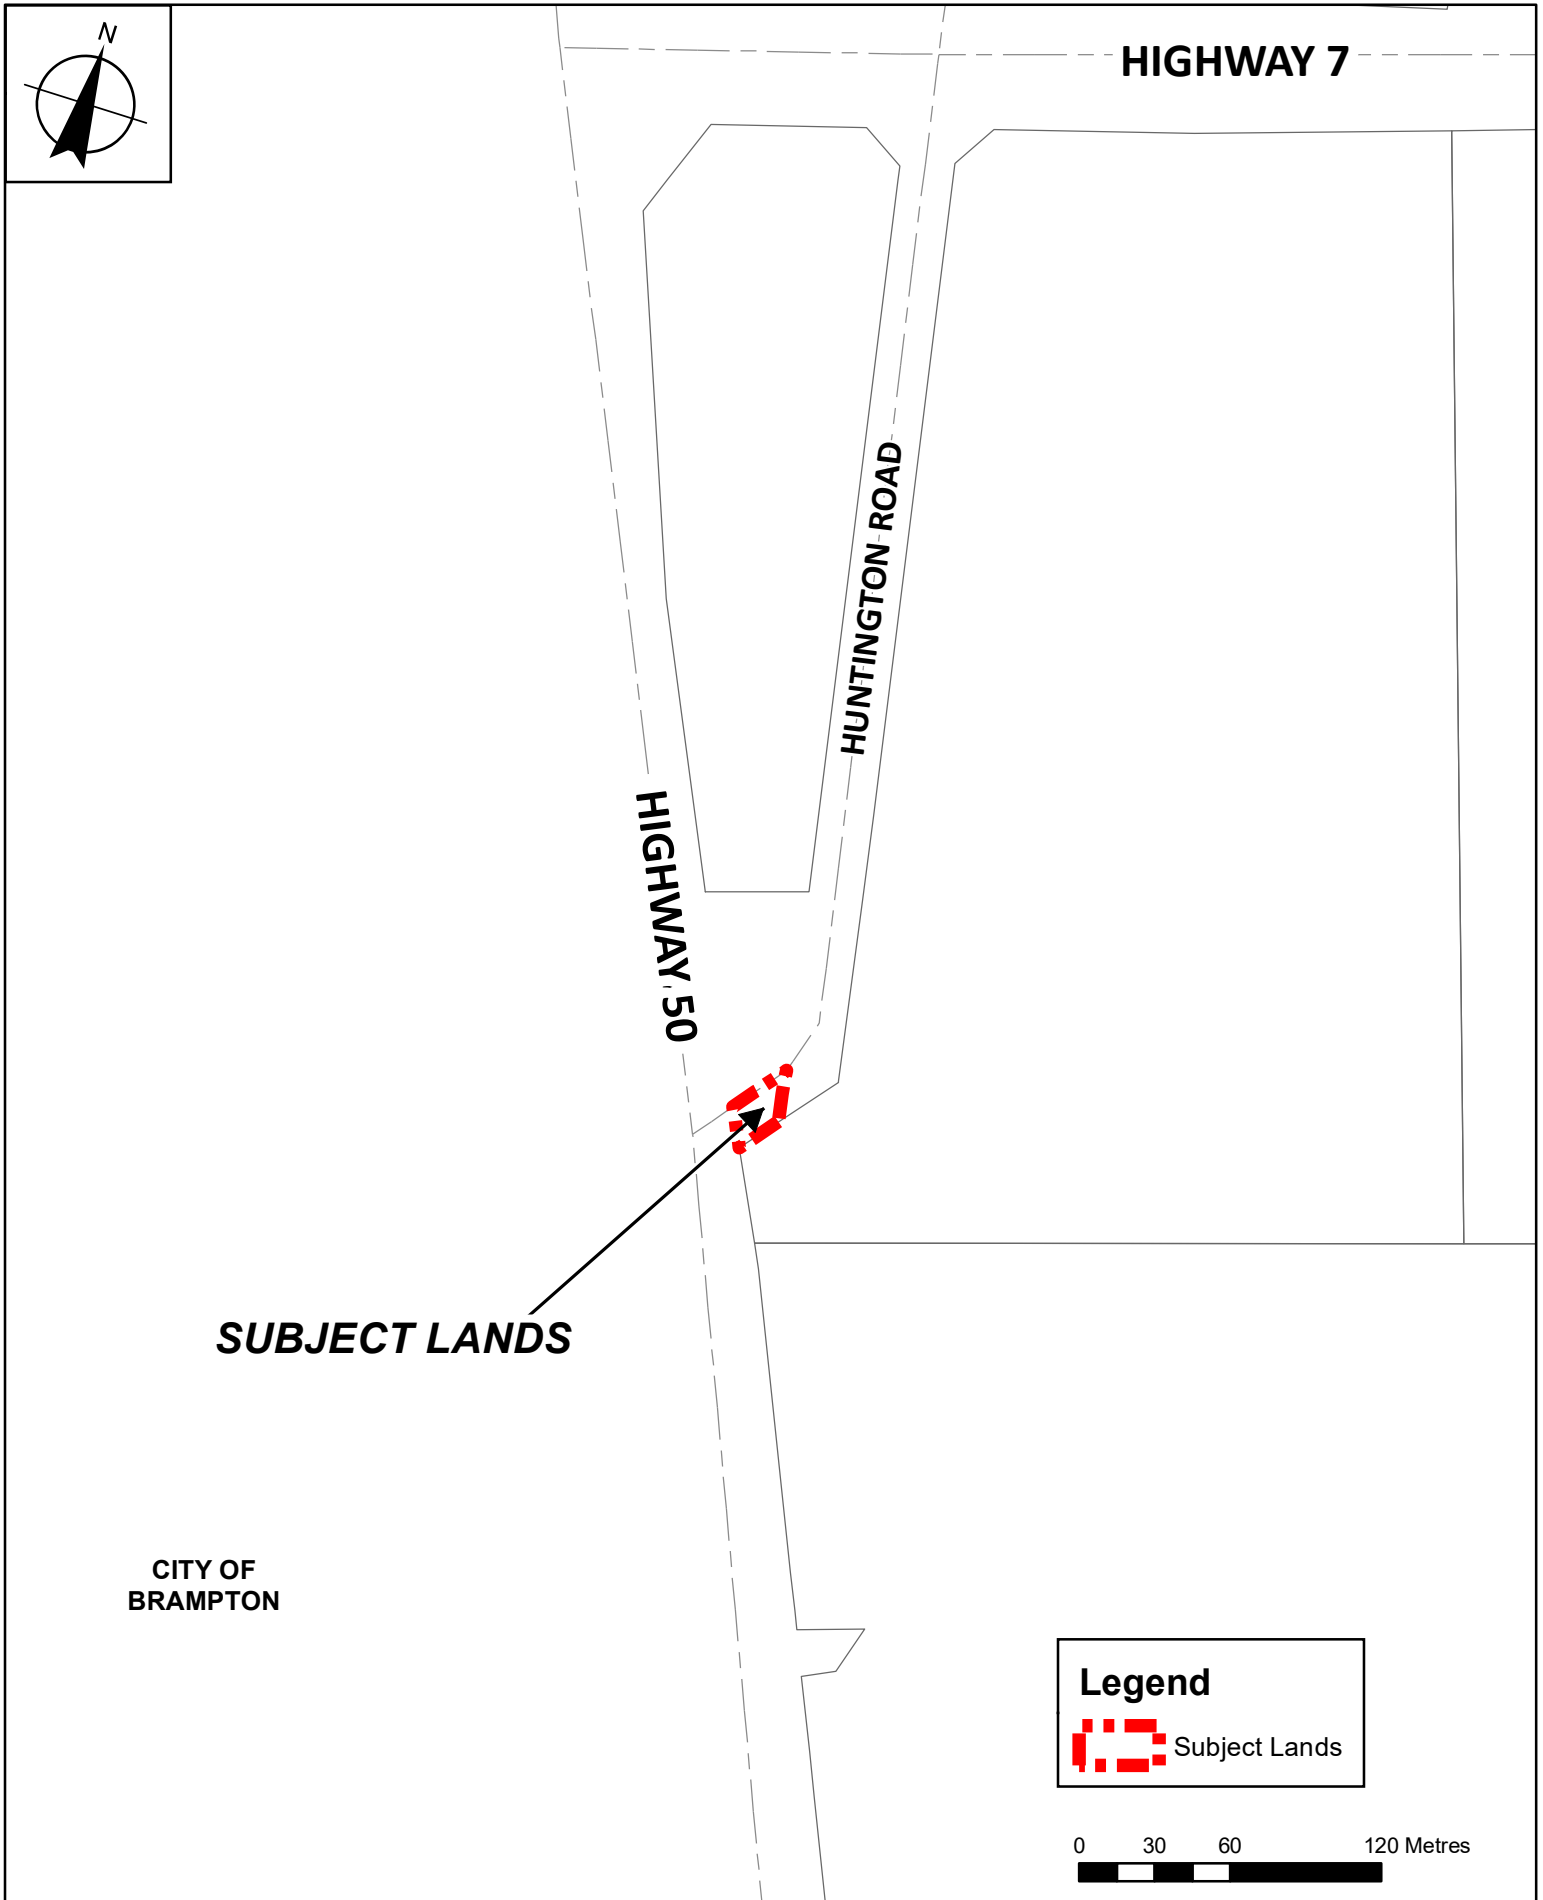 N
HIGHWAY 7
HUNTINGTON ROAD
HIGHWAY 50
SUBJECT LANDS
CITY OF
BRAMPTON
Legend
Subject Lands
0 30 60 120 Metres